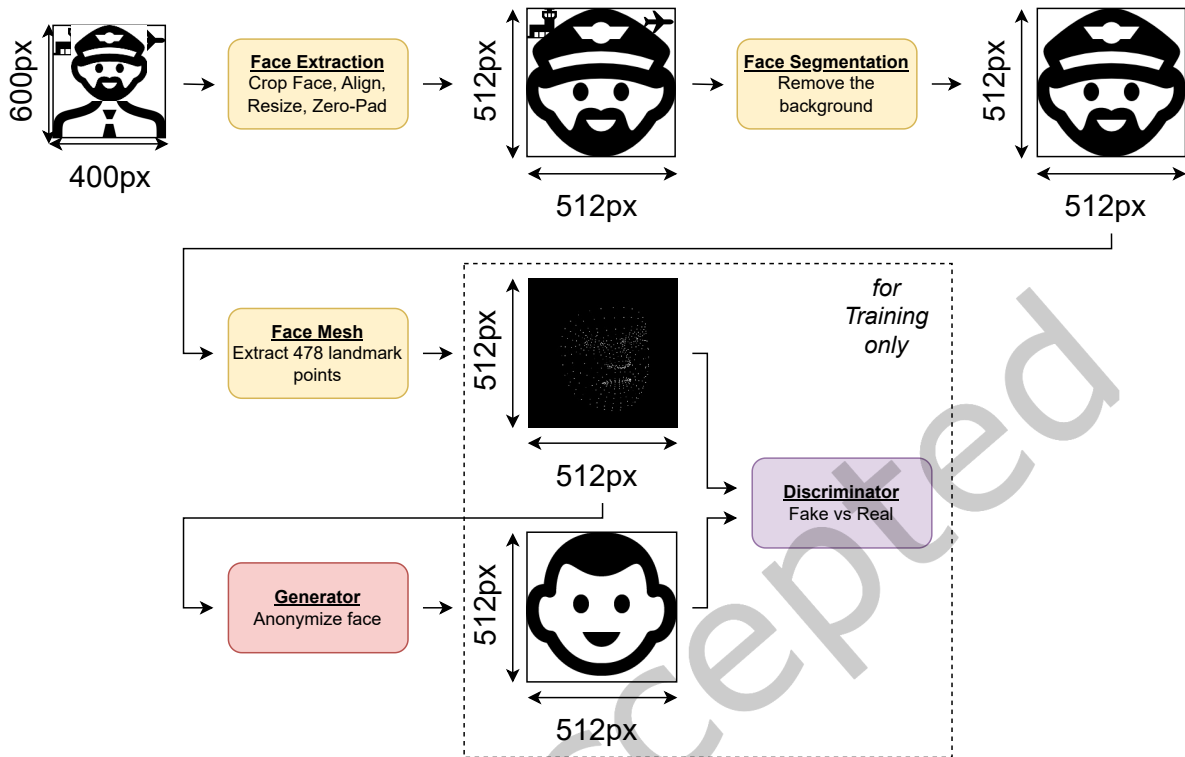 600px
400px
Face Extraction
Crop Face, Align,
Resize, Zero-Pad
512px
512px
Face Segmentation
Remove the
background
512px
512px
Face Mesh
Extract 478 landmark
points
512px
512px
for
Training
only
Discriminator
Fake vs Real
Generator
Anonymize face
512px
512px
ccepted